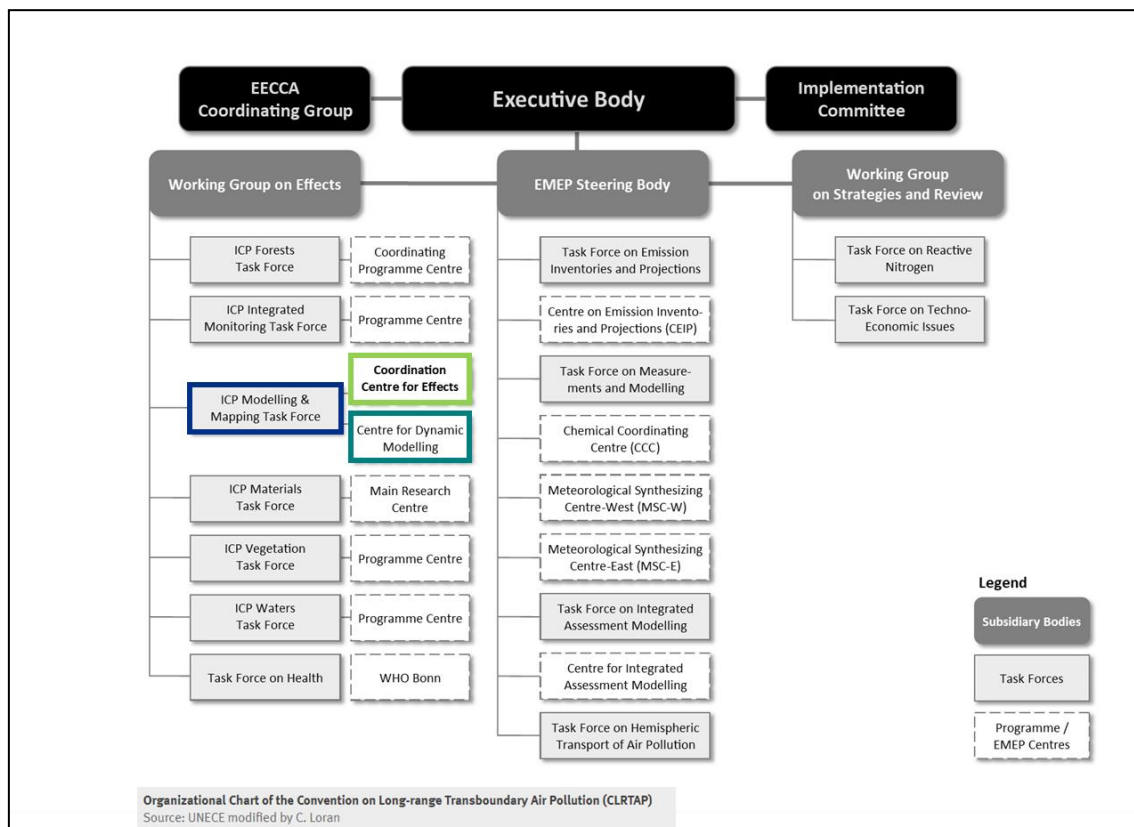 EECCA
Coordinating Group
Executive Body
Implementation
Committee
Working Group on Effects
EMEP Steering Body
Working Group
on Strategies and Review
ICP Forests
Task Force
Coordinating
Programme Centre
ICP Integrated
Monitoring Task Force
Programme Centre
ICP Modelling &
Mapping Task Force
Coordination
Centre for Effects
Centre for Dynamic
Modelling
ICP Materials
Task Force
Main Research
Centre
ICP Vegetation
Task Force
Programme Centre
ICP Waters
Task Force
Programme Centre
Task Force on Health
WHO Bonn
Task Force on Emission
Inventories and Projections
Centre on Emission Invento-
ries and Projections (CEIP)
Task Force on Measure-
ments and Modelling
Chemical Coordinating
Centre (CCC)
Meteorological Synthesizing
Centre-West (MSC-W)
Meteorological Synthesizing
Centre-East (MSC-E)
Task Force on Integrated
Assessment Modelling
Centre for Integrated
Assessment Modelling
Task Force on Hemispheric
Transport of Air Pollution
Task Force on Reactive
Nitrogen
Task Force on Techno-
Economic Issues
Legend
Subsidiary Bodies
Task Forces
Programme /
EMEP Centres
Organizational Chart of the Convention on Long-range Transboundary Air Pollution (CLRTAP)
Source: UNECE modified by C. Loran